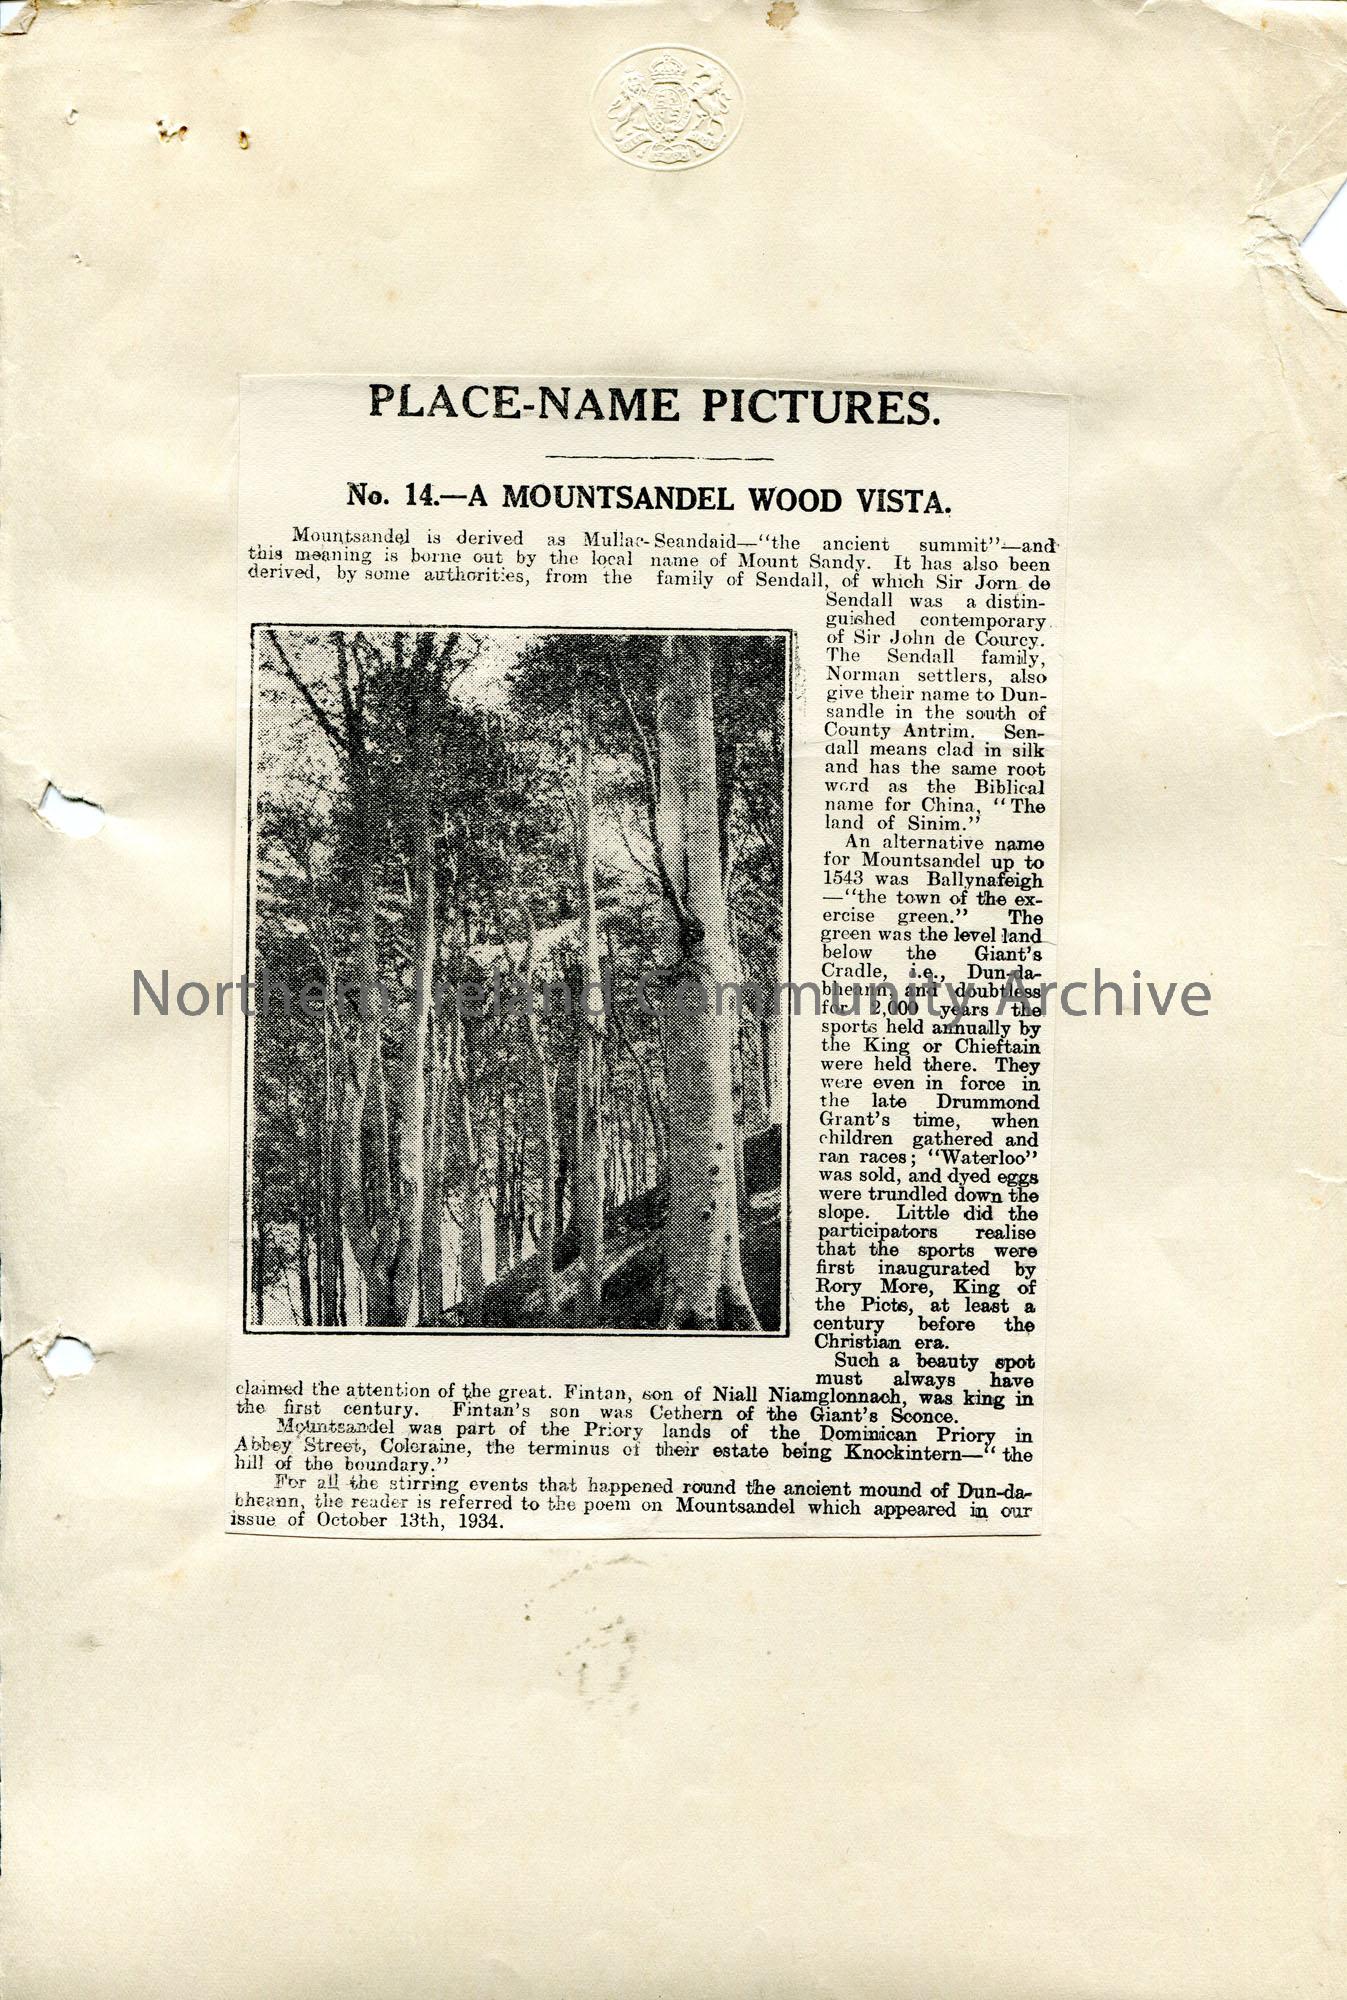 PLACE-NAME PICTURES.
No. 14.—A MOUNTSANDEL WOOD VISTA.
Mountsandel is derived as Mullac-Seandaid—"the ancient summit"—and
this meaning is borne out by the local name of Mount Sandy. It has also been
derived, by some authorities, from the family of Sendall, of which Sir Jorn de
Sendall was a distin-
guished contemporary
of Sir John de Courcy.
The Sendall family,
Norman settlers, also
give their name to Dun-
sandle in the south of
County Antrim. Sen-
dall means clad in silk
and has the same root
word as the Biblical
name for China, "The
land of Sinim."
An alternative name
for Mountsandel up to
1543 was Ballynafeigh
—"the town of the ex-
ercise green." The
green was the level land
below the Giant's
Cradle, i.e., Dun-da-
bheann, and doubtless
for 2,000 years the
sports held annually by
the King or Chieftain
were held there. They
were even in force in
the late Drummond
Grant's time, when
children gathered and
ran races; "Waterloo"
was sold, and dyed eggs
were trundled down the
slope. Little did the
participators realise
that the sports were
first inaugurated by
Rory More, King of
the Picts, at least a
century before the
Christian era.
Such a beauty spot
must always have
claimed the attention of the great. Fintan, son of Niall Niamglonnach, was king in
the first century. Fintan's son was Cethern of the Giant's Sconce.
Mountsandel was part of the Priory lands of the Dominican Priory in
Abbey Street, Coleraine, the terminus of their estate being Knockintern—"the
hill of the boundary."
For all the stirring events that happened round the ancient mound of Dun-da-
bheann, the reader is referred to the poem on Mountsandel which appeared in our
issue of October 13th, 1934.
Northern Ireland Community Archive